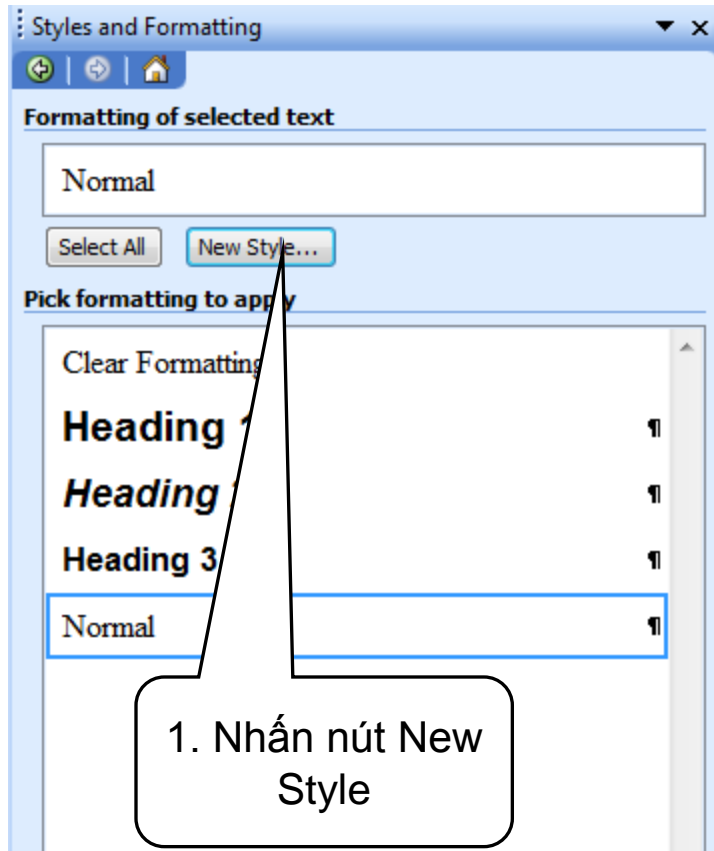 Styles and Formatting
Formatting of selected text
Normal
Select All New Style...
Pick formatting to apply
Clear Formatting
Heading 1 ¶
Heading ¶
Heading 3 ¶
Normal ¶
1. Nhấn nút New
Style